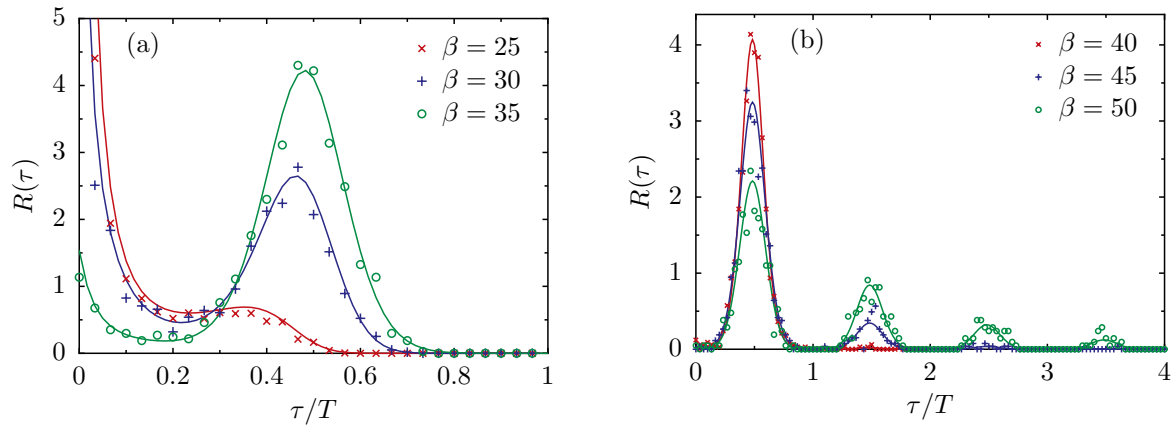 (a)
× β = 25
+ β = 30
○ β = 35
R(τ)
5
4
3
2
1
0
0 0.2 0.4 0.6 0.8 1
τ/T
(b)
× β = 40
+ β = 45
○ β = 50
R(τ)
4
3
2
1
0
0 1 2 3 4
τ/T